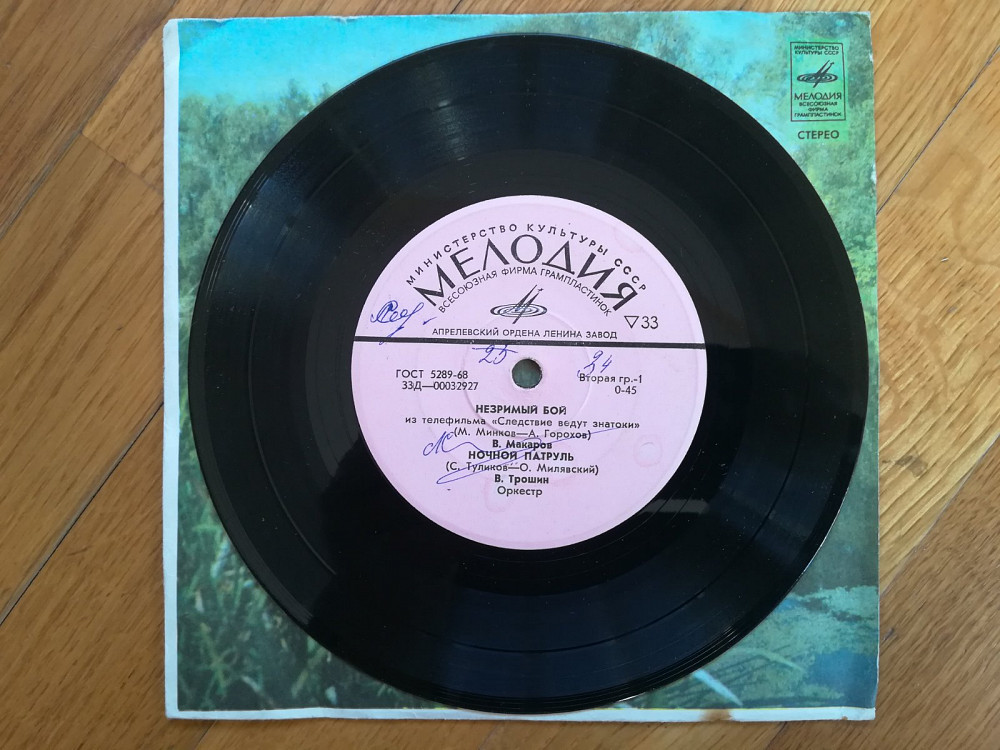 МИНИСТЕРСТВО
КУЛЬТУРЫ СССР
МЕЛОДИЯ
ВСЕСОЮЗНАЯ
ФИРМА
ГРАМПЛАСТИНОК
СТЕРЕО
МИНИСТЕРСТВО КУЛЬТУРЫ СССР
МЕЛОДИЯ
ВСЕСОЮЗНАЯ ФИРМА ГРАМПЛАСТИНОК
▽33
АПРЕЛЕВСКИЙ ОРДЕНА ЛЕНИНА ЗАВОД
25 24
ГОСТ 5289-68 Вторая гр.-1
33Д—00032927 0-45
НЕЗРИМЫЙ БОЙ
из телефильма «Следствие ведут знатоки»
(М. Минков—А. Горохов)
В. Макаров
НОЧНОЙ ПАТРУЛЬ
(С. Туликов—О. Милявский)
В. Трошин
Оркестр